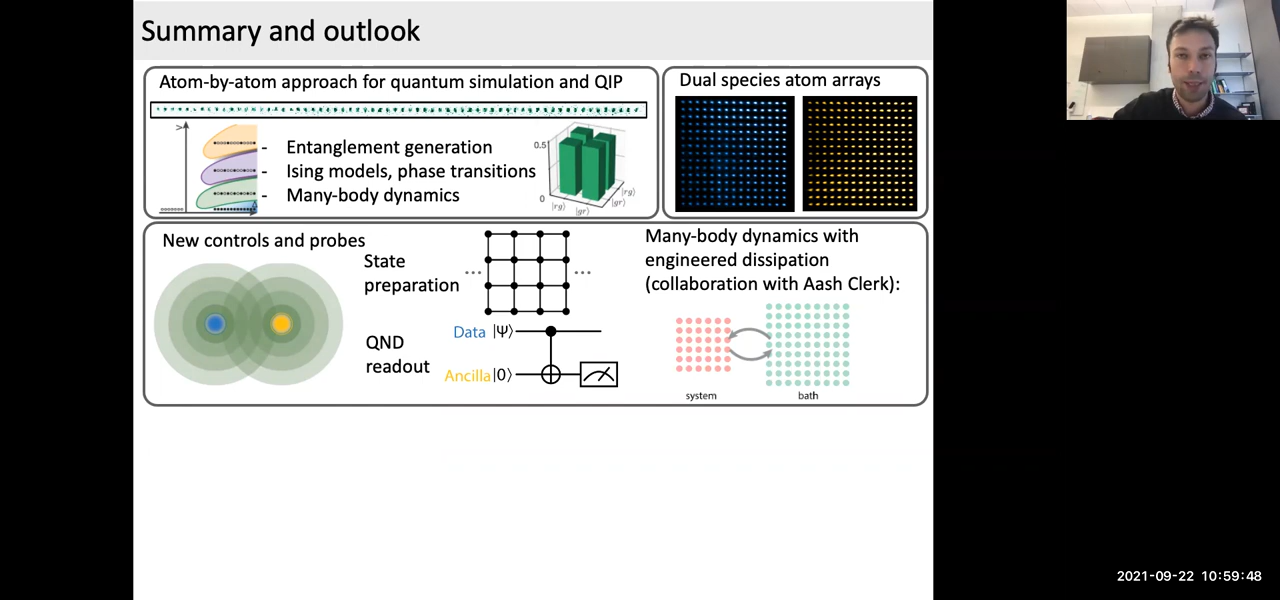 Summary and outlook
Atom-by-atom approach for quantum simulation and QIP
- Entanglement generation
- Ising models, phase transitions
- Many-body dynamics
0.5
0
|rg⟩
|gr⟩
|gr⟩
|rg⟩
Dual species atom arrays
New controls and probes
State
preparation
...
...
QND
readout
Data |Ψ⟩
Ancilla |0⟩
Many-body dynamics with
engineered dissipation
(collaboration with Aash Clerk):
system
bath
2021-09-22 10:59:48